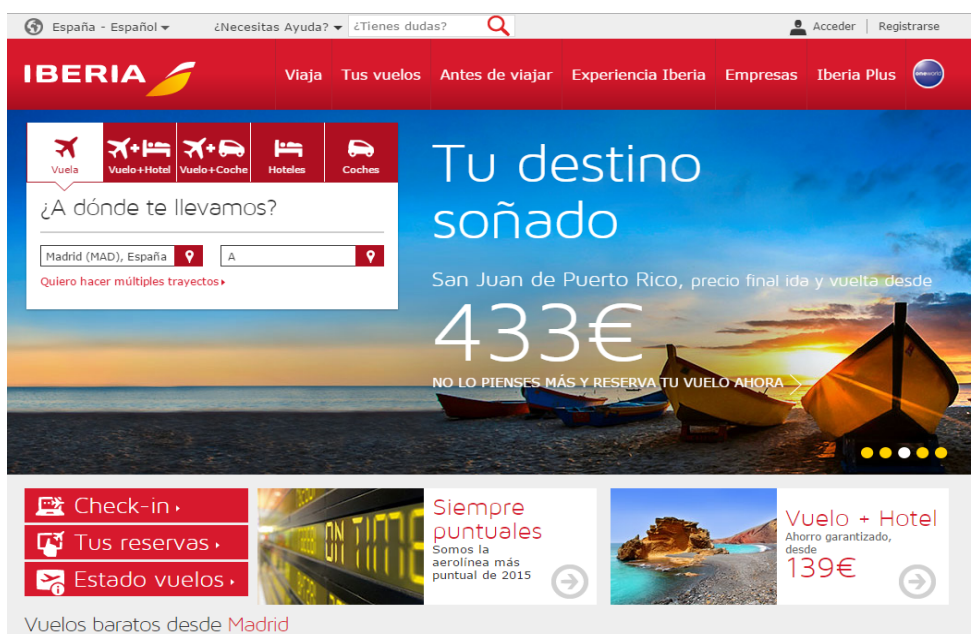 España - Español
¿Necesitas Ayuda?
¿Tienes dudas?
Acceder | Registrarse
IBERIA
Viaja
Tus vuelos
Antes de viajar
Experiencia Iberia
Empresas
Iberia Plus
oneworld
Vuela
Vuelo+Hotel
Vuelo+Coche
Hoteles
Coches
¿A dónde te llevamos?
Madrid (MAD), España
A
Quiero hacer múltiples trayectos
Tu destino
soñado
San Juan de Puerto Rico, precio final ida y vuelta desde
433€
NO LO PIENSES MÁS Y RESERVA TU VUELO AHORA
Check-in
Tus reservas
Estado vuelos
ON TIME
Siempre
puntuales
Somos la
aerolínea más
puntual de 2015
Vuelo + Hotel
Ahorro garantizado,
desde
139€
Vuelos baratos desde Madrid